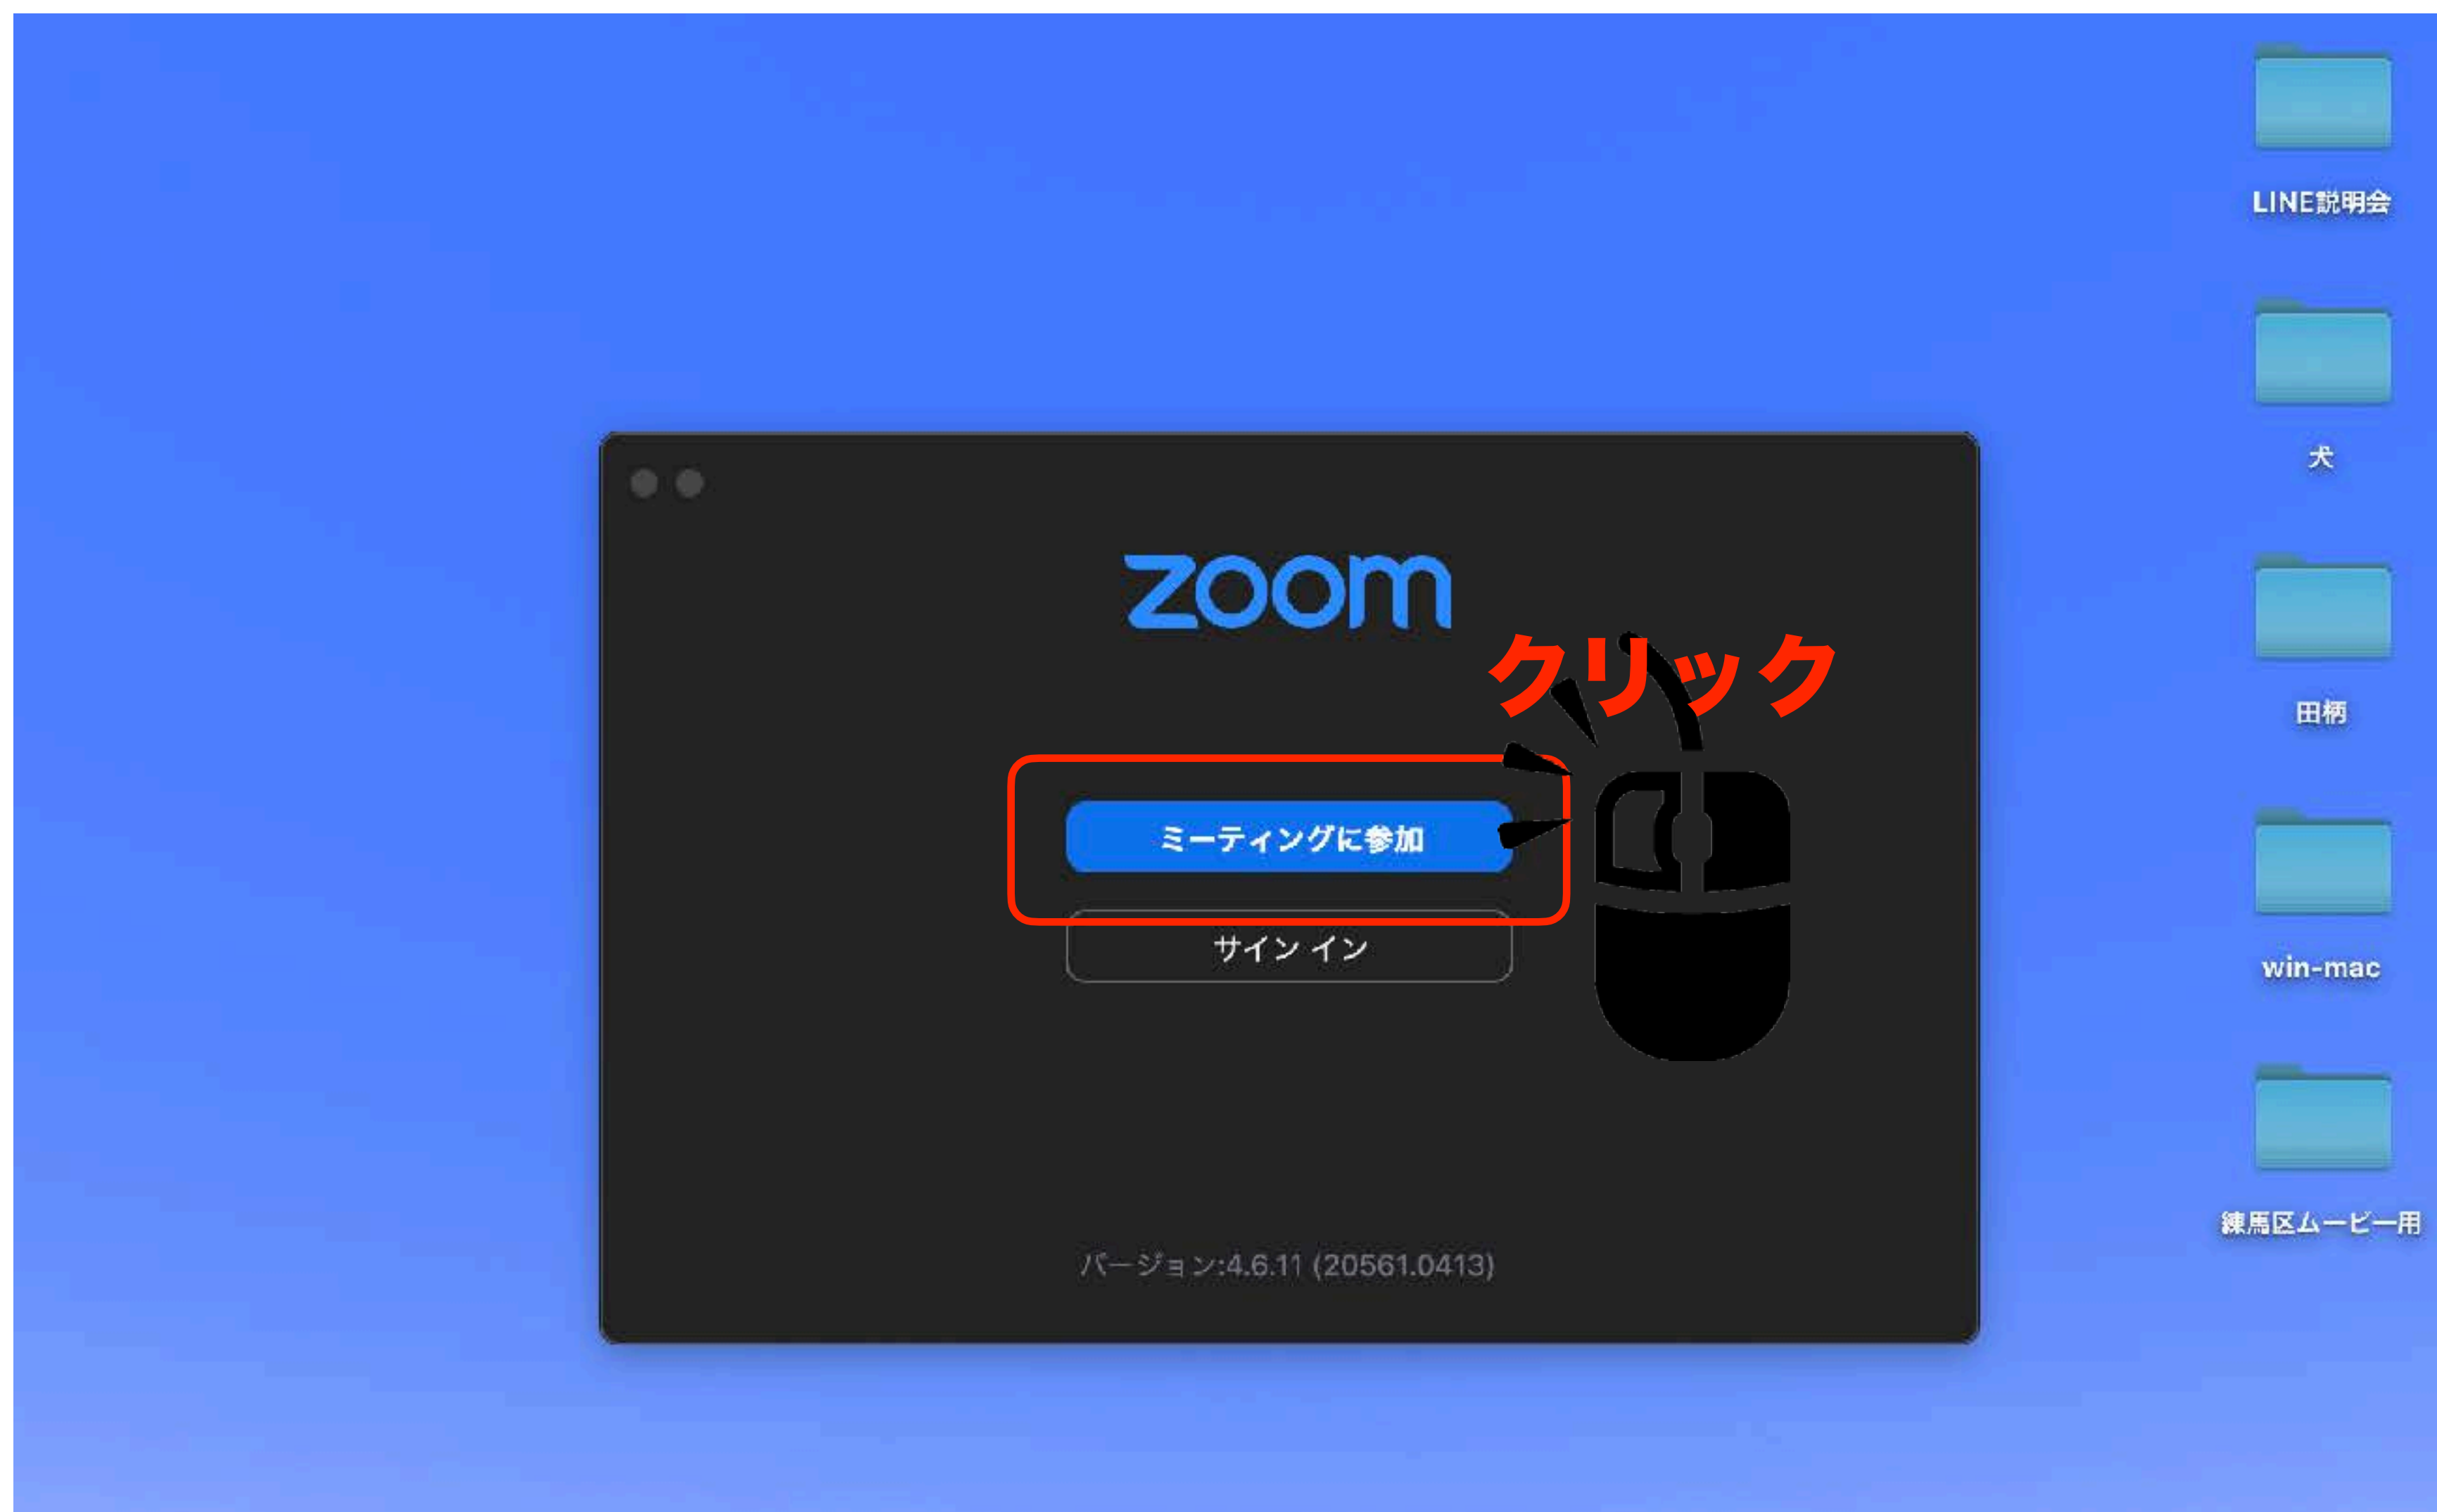 LINE説明会
犬
zoom
クリック
田柄
ミーティングに参加
サイン イン
win-mac
練馬区ムービー用
バージョン:4.6.11 (20561.0413)